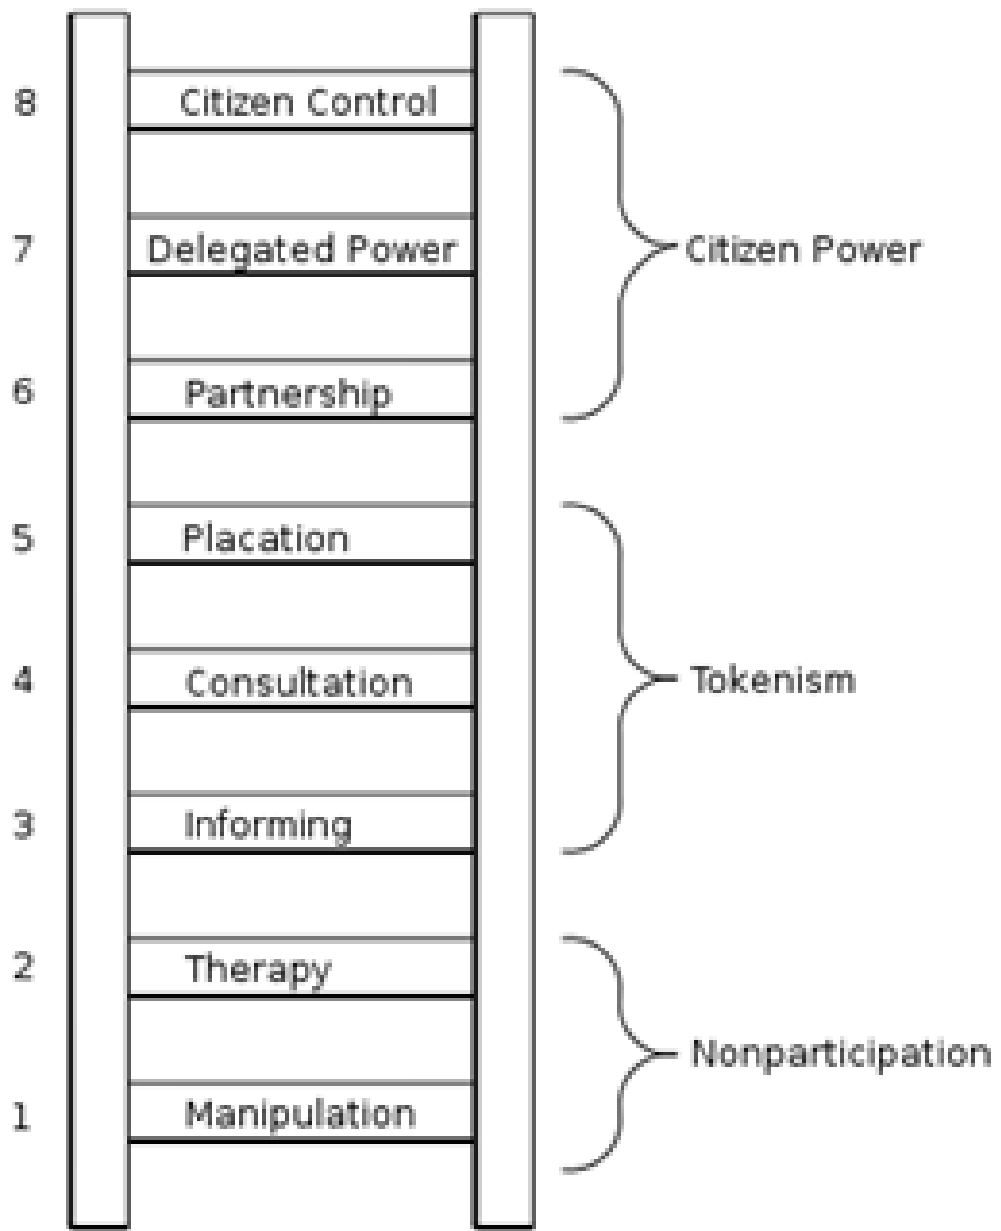 8 Citizen Control
7 Delegated Power Citizen Power
6 Partnership
5 Placation
4 Consultation Tokenism
3 Informing
2 Therapy
Nonparticipation
1 Manipulation